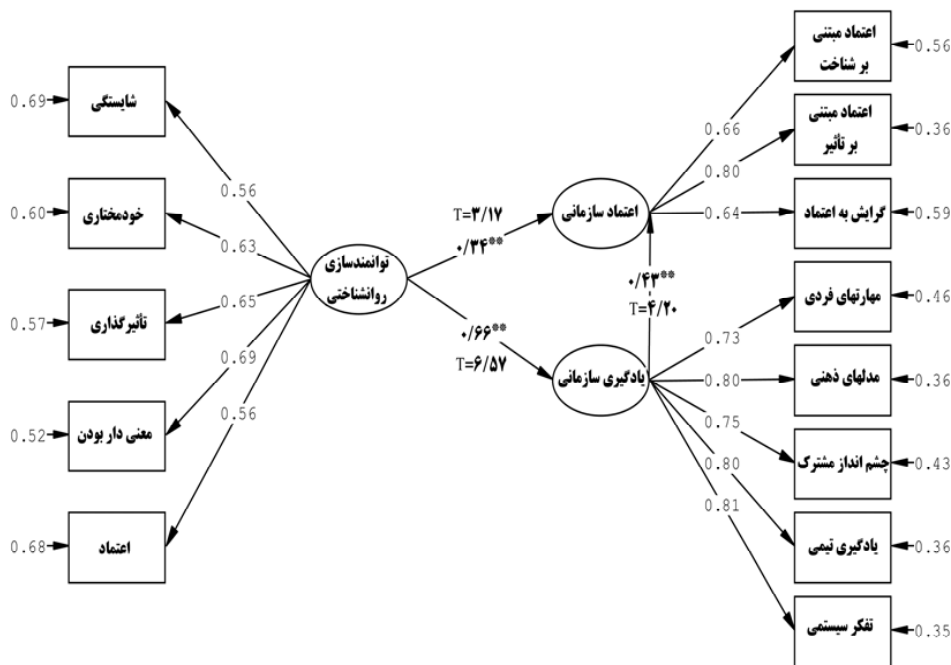 اعتماد مبتنی
بر شناخت
0.56
0.69
شایستگی
0.66
اعتماد مبتنی
بر تأثیر
0.36
0.56
0.80
0.60
خودمختاری
T=۳/۱۷
اعتماد سازمانی
0.64
گرایش به اعتماد
0.59
0.63
۰/۳۴**
توانمندسازی
روانشناختی
۰/۴۳**
T=۴/۲۰
مهارتهای فردی
0.46
0.57
تأثیرگذاری
0.65
۰/۶۶**
T=۶/۵۷
0.73
0.69
یادگیری سازمانی
0.80
مدلهای ذهنی
0.36
0.56
0.75
0.52
معنی دار بودن
0.80
چشم انداز مشترک
0.43
0.81
0.68
اعتماد
یادگیری تیمی
0.36
تفکر سیستمی
0.35